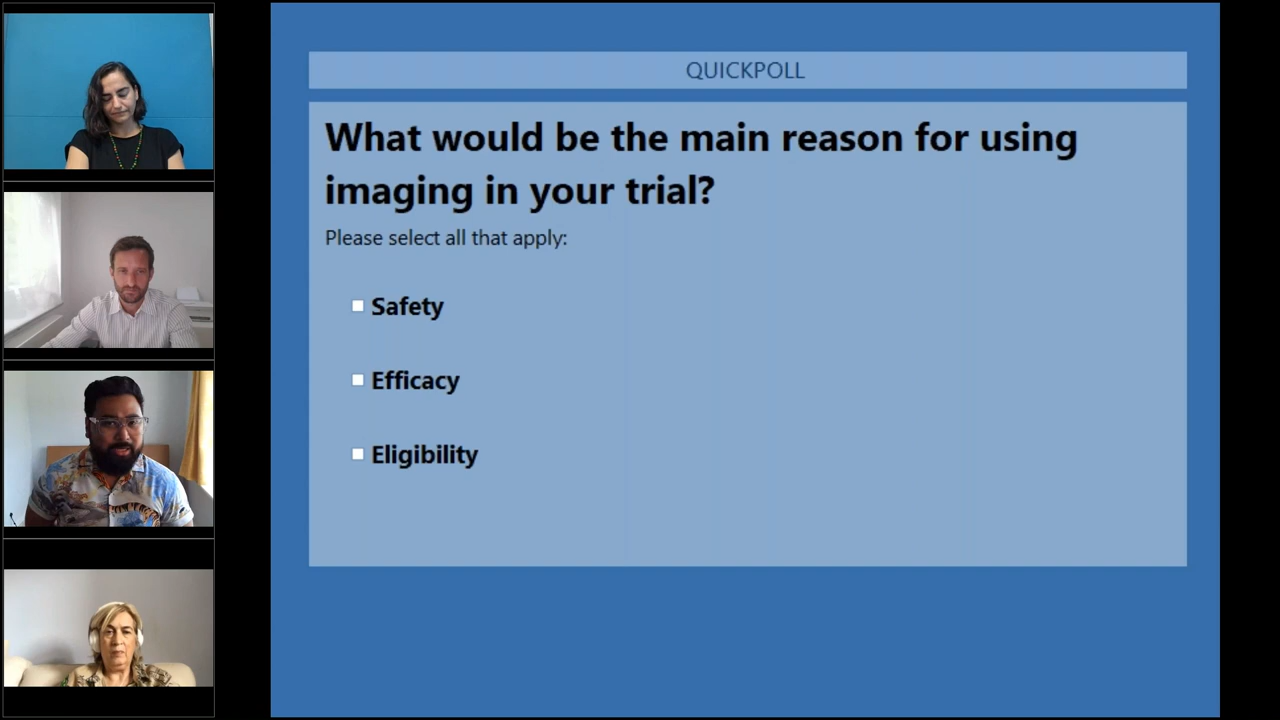 QUICKPOLL
What would be the main reason for using
imaging in your trial?
Please select all that apply:
Safety
Efficacy
Eligibility